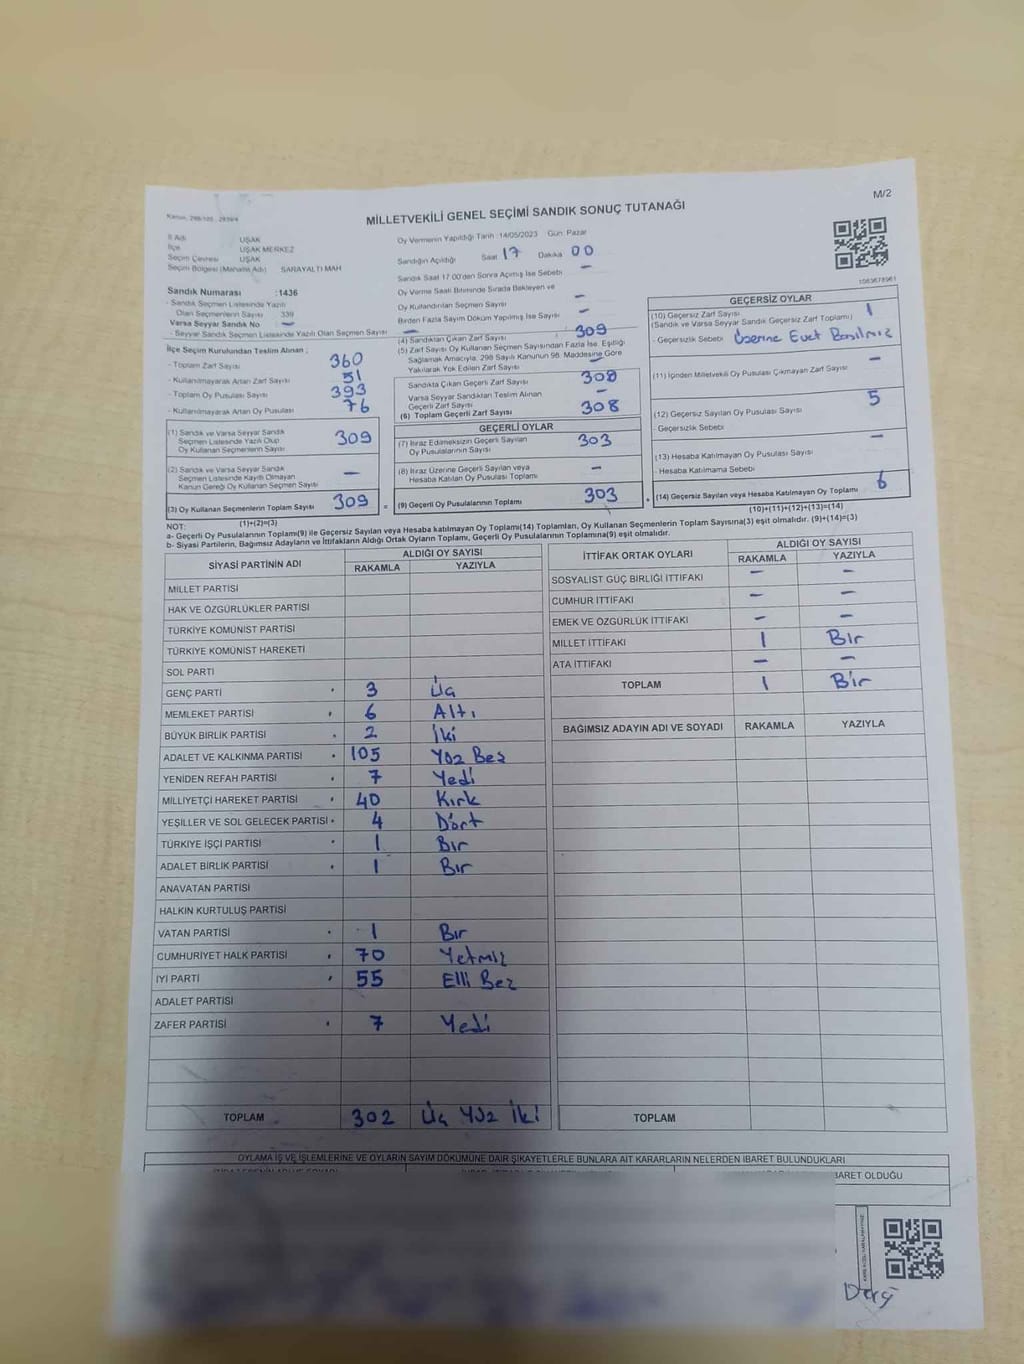 M/2
Kanun, 298/105 - 2839/4
MİLLETVEKİLİ GENEL SEÇİMİ SANDIK SONUÇ TUTANAĞI
İl Adı UŞAK
İlçe UŞAK MERKEZ
Seçim Çevresi UŞAK
Seçim Bölgesi (Mahalle Adı) SARAYALTI MAH
Sandık Numarası :1436
- Sandık Seçmen Listesinde Yazılı
Olan Seçmenlerin Sayısı 339
Varsa Seyyar Sandık No —
- Seyyar Sandık Seçmen Listesinde Yazılı Olan Seçmen Sayısı —
İlçe Seçim Kurulundan Teslim Alınan ;
- Toplam Zarf Sayısı 360
- Kullanılmayarak Artan Zarf Sayısı 51
- Toplam Oy Pusulası Sayısı 393
- Kullanılmayarak Artan Oy Pusulası 76
(1) Sandık ve Varsa Seyyar Sandık
Seçmen Listesinde Yazılı Olup
Oy Kullanan Seçmenlerin Sayısı 309
(2) Sandık ve Varsa Seyyar Sandık
Seçmen Listesinde Kayıtlı Olmayan
Kanun Gereği Oy Kullanan Seçmen Sayısı —
(3) Oy Kullanan Seçmenlerin Toplam Sayısı 309
(1)+(2)=(3)
Oy Vermenin Yapıldığı Tarih :14/05/2023 Gün: Pazar
Sandığın Açıldığı Saat 17 Dakika 00
Sandık Saat 17:00'den Sonra Açılmış İse Sebebi —
Oy Verme Saati Bitiminde Sırada Bekleyen ve
Oy Kullandırılan Seçmen Sayısı —
Birden Fazla Sayım Döküm Yapılmış İse Sayısı —
(4) Sandıktan Çıkan Zarf Sayısı 309
(5) Zarf Sayısı Oy Kullanan Seçmen Sayısından Fazla İse, Eşitliği
Sağlamak Amacıyla, 298 Sayılı Kanunun 98. Maddesine Göre
Yakılarak Yok Edilen Zarf Sayısı —
Sandıkta Çıkan Geçerli Zarf Sayısı 308
Varsa Seyyar Sandıktan Teslim Alınan
Geçerli Zarf Sayısı —
(6) Toplam Geçerli Zarf Sayısı 308
GEÇERLİ OYLAR
(7) İtiraz Edilmeksizin Geçerli Sayılan
Oy Pusulalarının Sayısı 303
(8) İtiraz Üzerine Geçerli Sayılan veya
Hesaba Katılan Oy Pusulası Toplamı —
(9) Geçerli Oy Pusulalarının Toplamı 303
1083678961
GEÇERSİZ OYLAR
(10) Geçersiz Zarf Sayısı
(Sandık ve Varsa Seyyar Sandık Geçersiz Zarf Toplamı) 1
- Geçersizlik Sebebi Üzerine Evet Basılmış
(11) İçinden Milletvekili Oy Pusulası Çıkmayan Zarf Sayısı —
(12) Geçersiz Sayılan Oy Pusulası Sayısı 5
- Geçersizlik Sebebi
(13) Hesaba Katılmayan Oy Pusulası Sayısı —
- Hesaba Katılmama Sebebi
(14) Geçersiz Sayılan veya Hesaba Katılmayan Oy Toplamı 6
(10)+(11)+(12)+(13)=(14)
NOT:
a- Geçerli Oy Pusulalarının Toplamı(9) ile Geçersiz Sayılan veya Hesaba katılmayan Oy Toplamı(14) Toplamları, Oy Kullanan Seçmenlerin Toplam Sayısına(3) eşit olmalıdır. (9)+(14)=(3)
b- Siyasi Partilerin, Bağımsız Adayların ve İttifakların Aldığı Ortak Oyların Toplamı, Geçerli Oy Pusulalarının Toplamına(9) eşit olmalıdır.
SİYASİ PARTİNİN ADI ALDIĞI OY SAYISI
RAKAMLA YAZIYLA
MİLLET PARTİSİ
HAK VE ÖZGÜRLÜKLER PARTİSİ
TÜRKİYE KOMÜNİST PARTİSİ
TÜRKİYE KOMÜNİST HAREKETİ
SOL PARTİ
GENÇ PARTİ 3 Üç
MEMLEKET PARTİSİ 6 Altı
BÜYÜK BİRLİK PARTİSİ 2 İki
ADALET VE KALKINMA PARTİSİ 105 Yüz Beş
YENİDEN REFAH PARTİSİ 7 Yedi
MİLLİYETÇİ HAREKET PARTİSİ 40 Kırk
YEŞİLLER VE SOL GELECEK PARTİSİ 4 Dört
TÜRKİYE İŞÇİ PARTİSİ 1 Bir
ADALET BİRLİK PARTİSİ 1 Bir
ANAVATAN PARTİSİ
HALKIN KURTULUŞ PARTİSİ
VATAN PARTİSİ 1 Bir
CUMHURİYET HALK PARTİSİ 70 Yetmiş
İYİ PARTİ 55 Elli Beş
ADALET PARTİSİ
ZAFER PARTİSİ 7 Yedi
TOPLAM 302 Üç Yüz İki
İTTİFAK ORTAK OYLARI ALDIĞI OY SAYISI
RAKAMLA YAZIYLA
SOSYALİST GÜÇ BİRLİĞİ İTTİFAKI — —
CUMHUR İTTİFAKI — —
EMEK VE ÖZGÜRLÜK İTTİFAKI — —
MİLLET İTTİFAKI 1 Bir
ATA İTTİFAKI — —
TOPLAM 1 Bir
BAĞIMSIZ ADAYIN ADI VE SOYADI RAKAMLA YAZIYLA
TOPLAM
OYLAMA İŞ VE İŞLEMLERİNE VE OYLARIN SAYIM DÖKÜMÜNE DAİR ŞİKAYETLERLE BUNLARA AİT KARARLARIN NELERDEN İBARET BULUNDUKLARI
BARET OLDUĞU